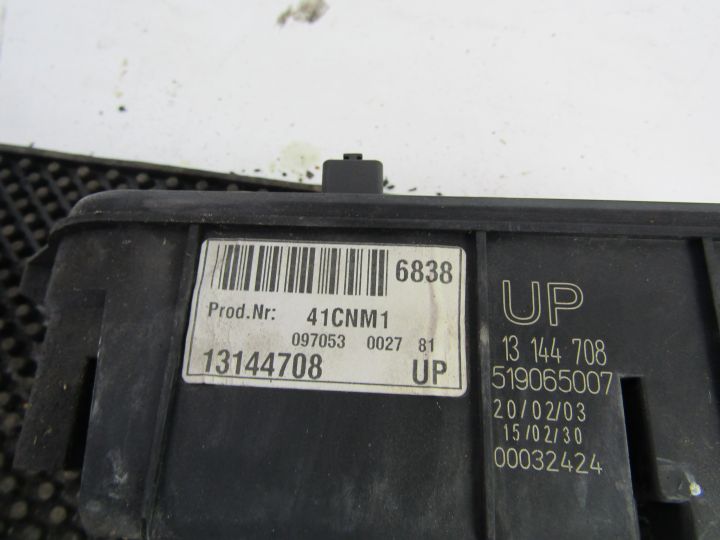 6838
Prod.Nr: 41CNM1
097053 0027 81
13144708 UP
UP
13 144 708
519065007
20/02/03
15/02/30
00032424